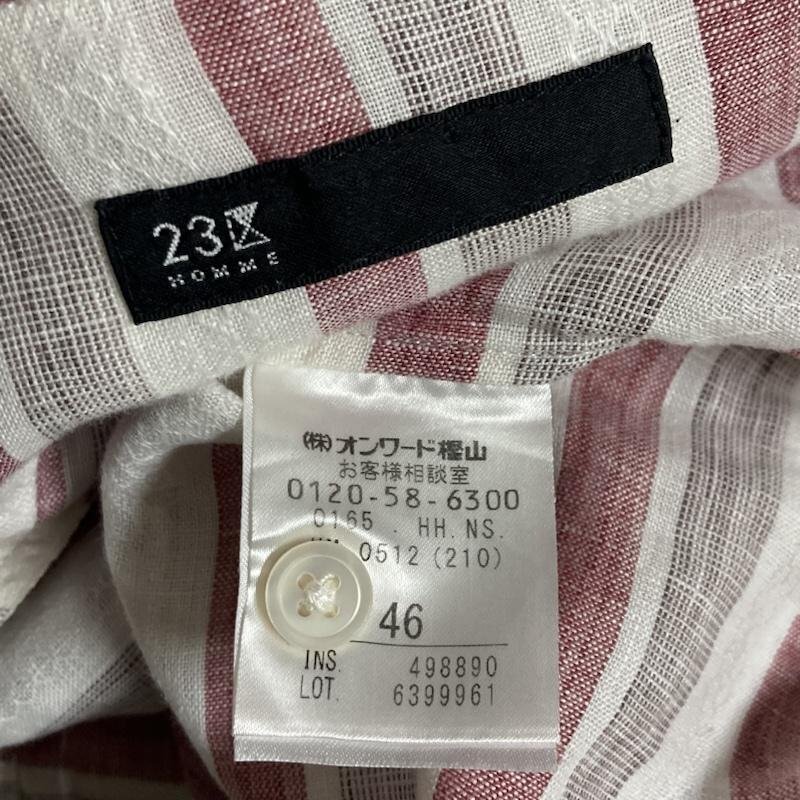 23区
HOMME
(株)オンワード樫山
お客様相談室
0120-58-6300
0165 . HH. NS.
0512 (210)
46
INS. 498890
LOT. 6399961